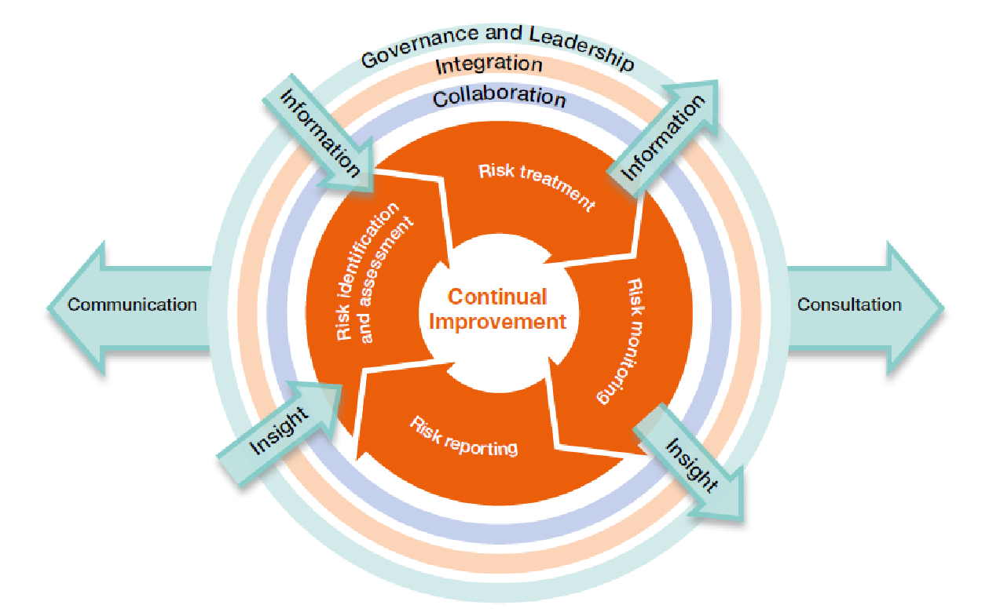 Governance and Leadership
Integration
Collaboration
Information
Information
Risk treatment
Risk identification
and assessment
Continual
Improvement
Risk monitoring
Communication
Consultation
Insight
Risk reporting
Insight